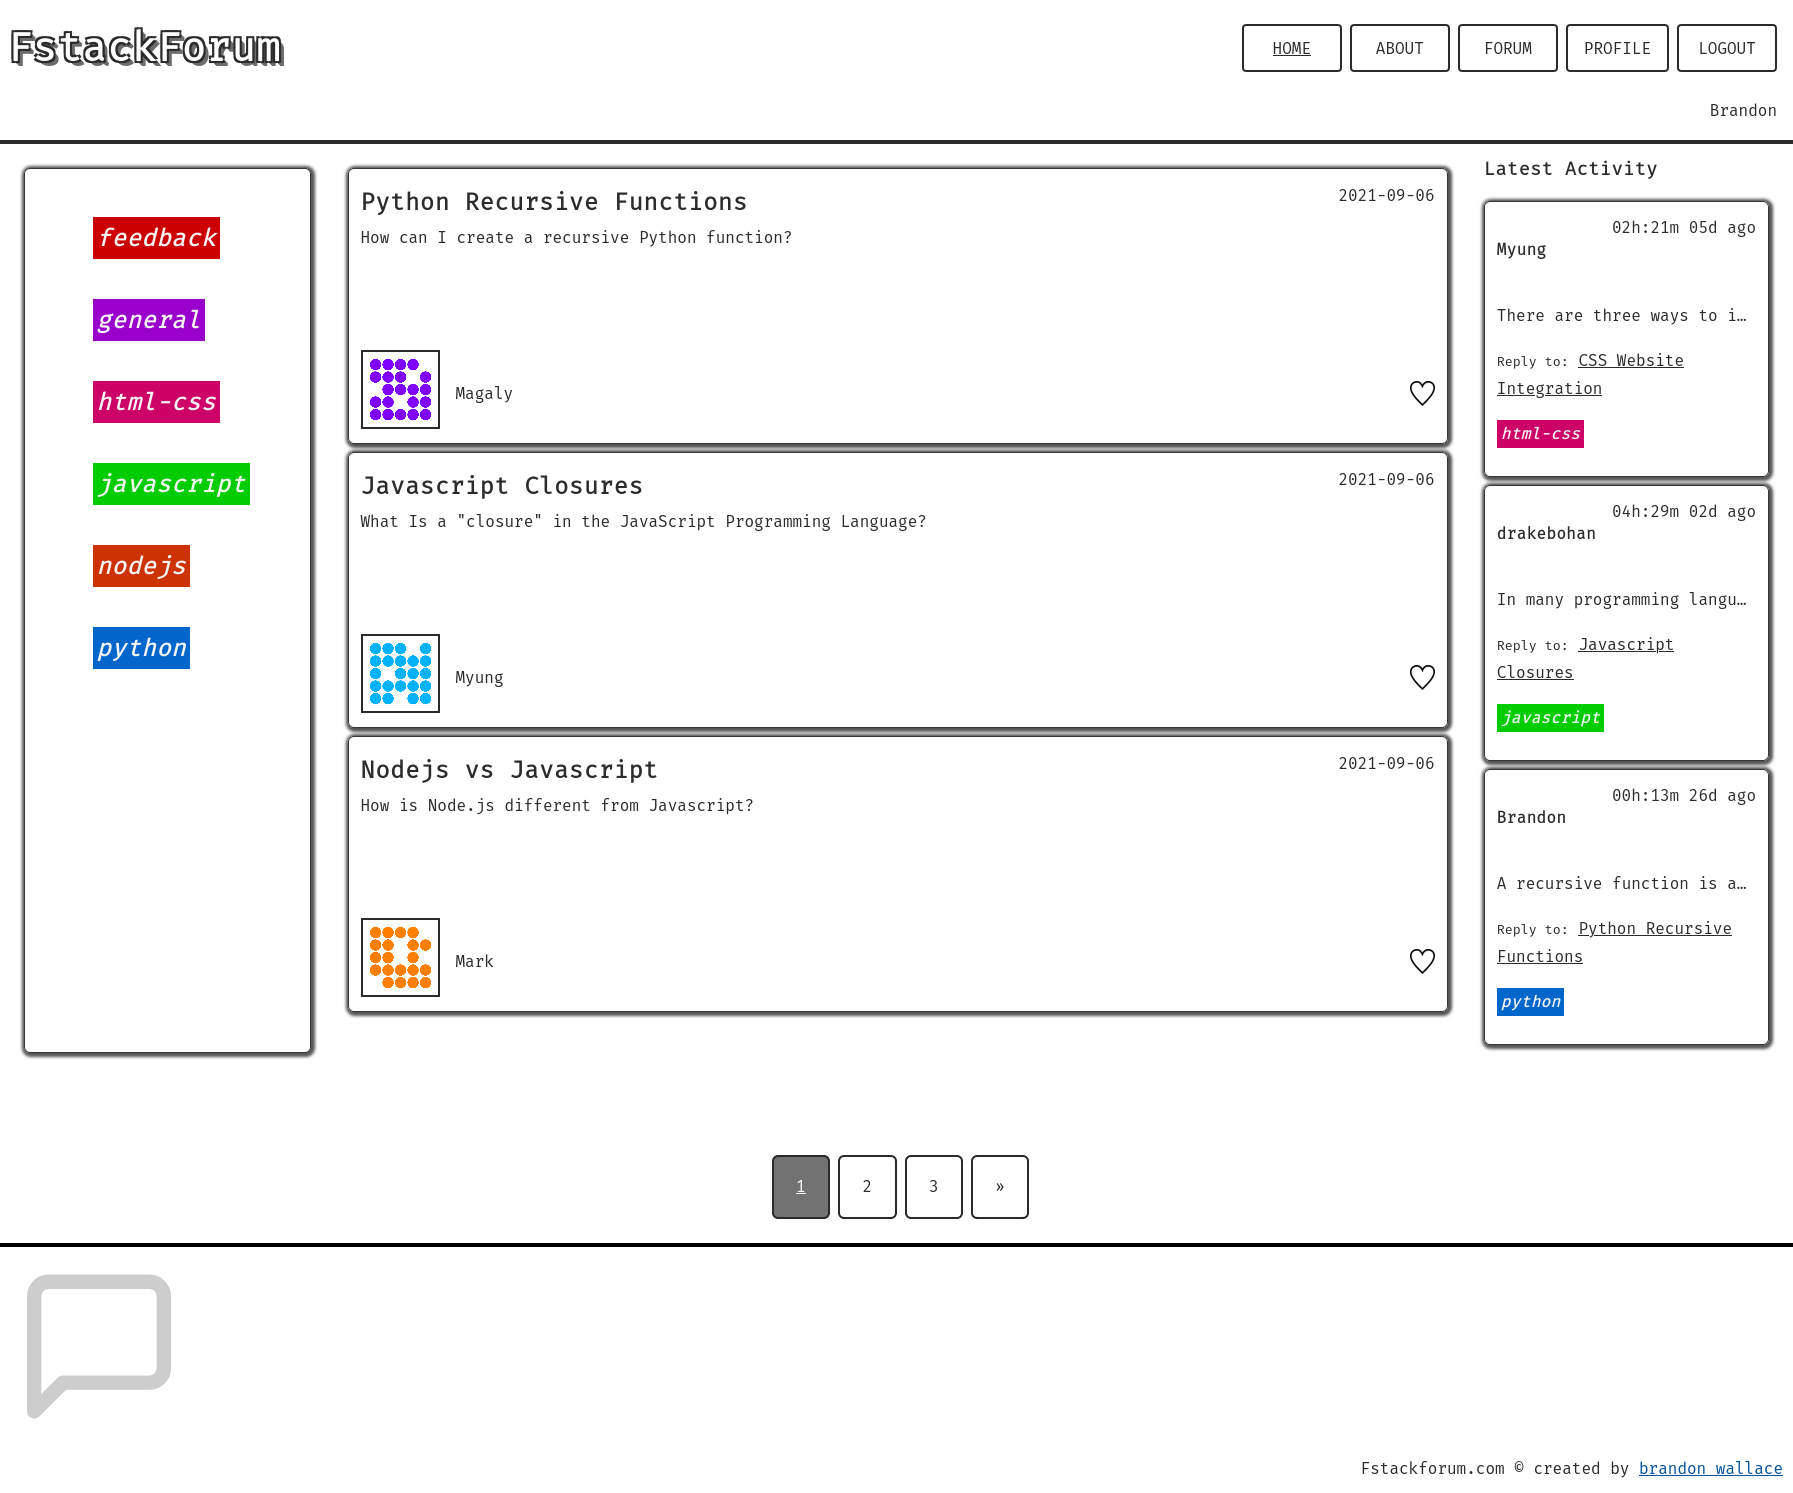 FstackForum
HOME
ABOUT
FORUM
PROFILE
LOGOUT
Brandon
feedback
general
html-css
javascript
nodejs
python
Python Recursive Functions
2021-09-06
How can I create a recursive Python function?
Magaly
Javascript Closures
2021-09-06
What Is a "closure" in the JavaScript Programming Language?
Myung
Nodejs vs Javascript
2021-09-06
How is Node.js different from Javascript?
Mark
Latest Activity
02h:21m 05d ago
Myung
There are three ways to i…
Reply to: CSS Website
Integration
html-css
04h:29m 02d ago
drakebohan
In many programming langu…
Reply to: Javascript
Closures
javascript
00h:13m 26d ago
Brandon
A recursive function is a…
Reply to: Python Recursive
Functions
python
1
2
3
»
Fstackforum.com © created by brandon wallace